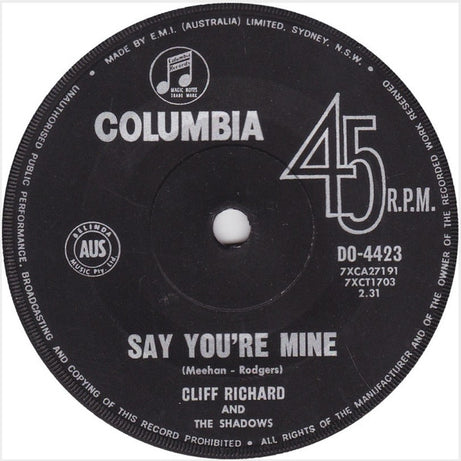 MADE BY E.M.I. (AUSTRALIA) LIMITED, SYDNEY, N.S.W.
Columbia
Records
MAGIC NOTES
TRADE MARK
COLUMBIA
45
R.P.M.
BELINDA
AUS
MUSIC Pty. Ltd.
DO-4423
7XCA27191
7XCT1703
2.31
SAY YOU'RE MINE
(Meehan - Rodgers)
CLIFF RICHARD
AND
THE SHADOWS
UNAUTHORISED PUBLIC PERFORMANCE, BROADCASTING AND COPYING OF THIS RECORD PROHIBITED • ALL RIGHTS OF THE MANUFACTURER AND OF THE OWNER OF THE RECORDED WORK RESERVED